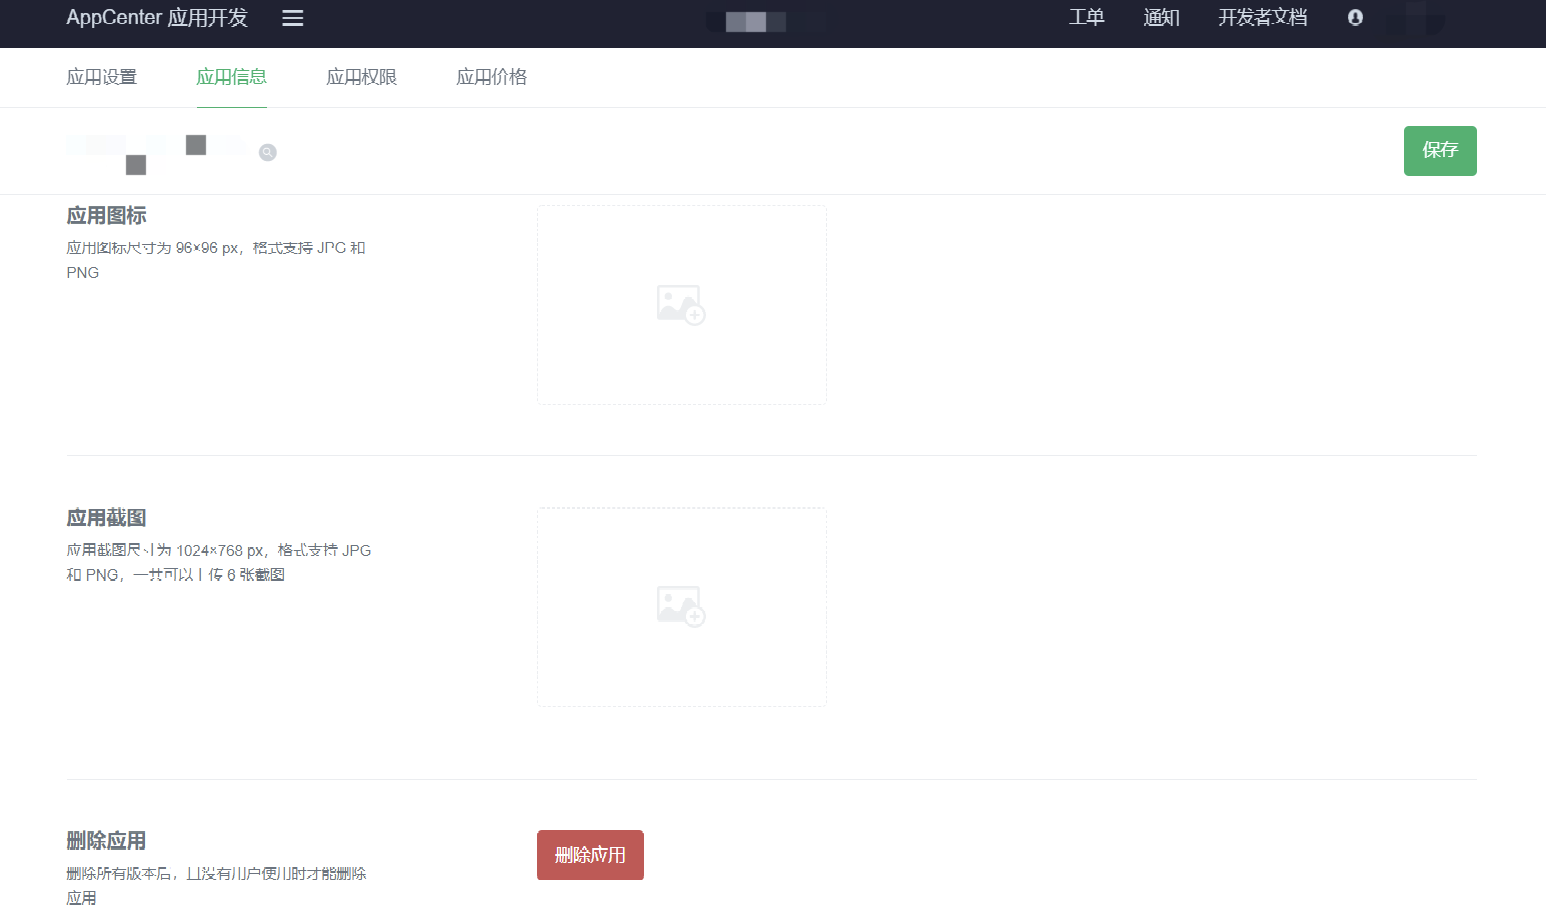 AppCenter 应用开发
工单 通知 开发者文档
应用设置 应用信息 应用权限 应用价格
保存
应用图标
应用图标尺寸为 96×96 px，格式支持 JPG 和
PNG
应用截图
应用截图尺寸为 1024×768 px，格式支持 JPG
和 PNG，一共可以上传 6 张截图
删除应用
删除应用
删除所有版本后，且没有用户使用时才能删除
应用